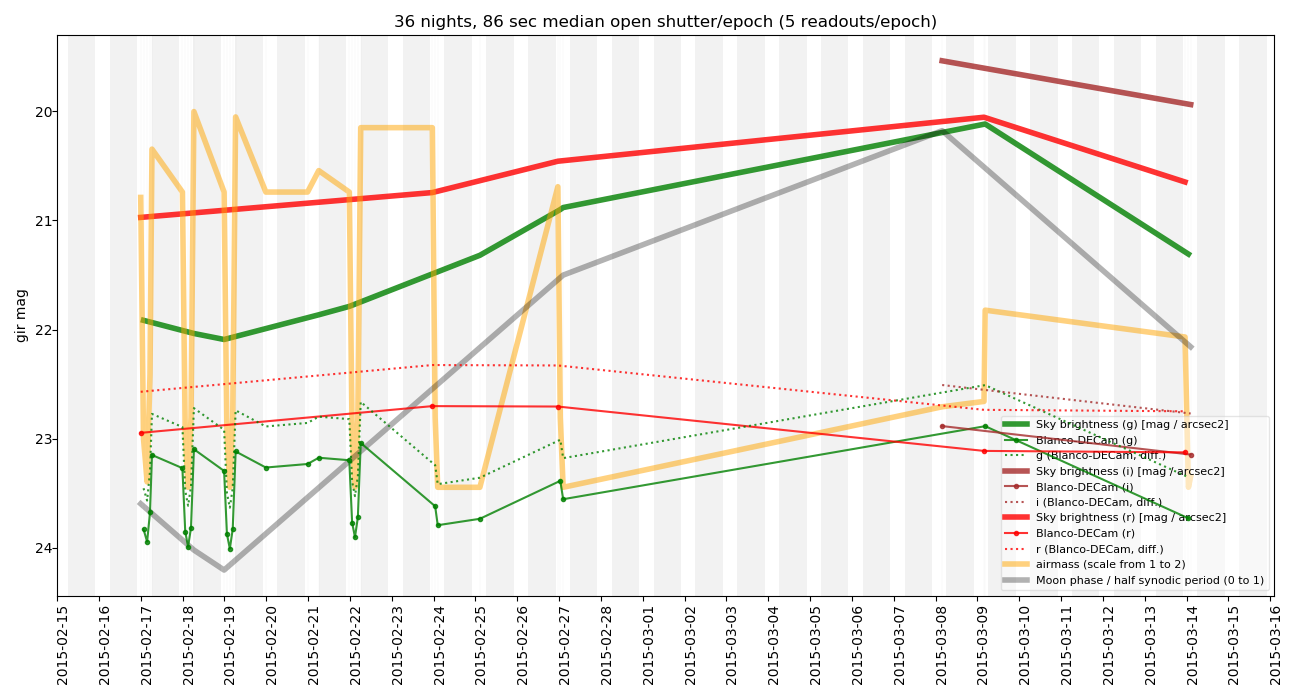 36 nights, 86 sec median open shutter/epoch (5 readouts/epoch)
gir mag
20
21
22
23
24
Sky brightness (g) [mag / arcsec2]
Blanco-DECam (g)
g (Blanco-DECam, diff.)
Sky brightness (i) [mag / arcsec2]
Blanco-DECam (i)
i (Blanco-DECam, diff.)
Sky brightness (r) [mag / arcsec2]
Blanco-DECam (r)
r (Blanco-DECam, diff.)
airmass (scale from 1 to 2)
Moon phase / half synodic period (0 to 1)
2015-02-15
2015-02-16
2015-02-17
2015-02-18
2015-02-19
2015-02-20
2015-02-21
2015-02-22
2015-02-23
2015-02-24
2015-02-25
2015-02-26
2015-02-27
2015-02-28
2015-03-01
2015-03-02
2015-03-03
2015-03-04
2015-03-05
2015-03-06
2015-03-07
2015-03-08
2015-03-09
2015-03-10
2015-03-11
2015-03-12
2015-03-13
2015-03-14
2015-03-15
2015-03-16